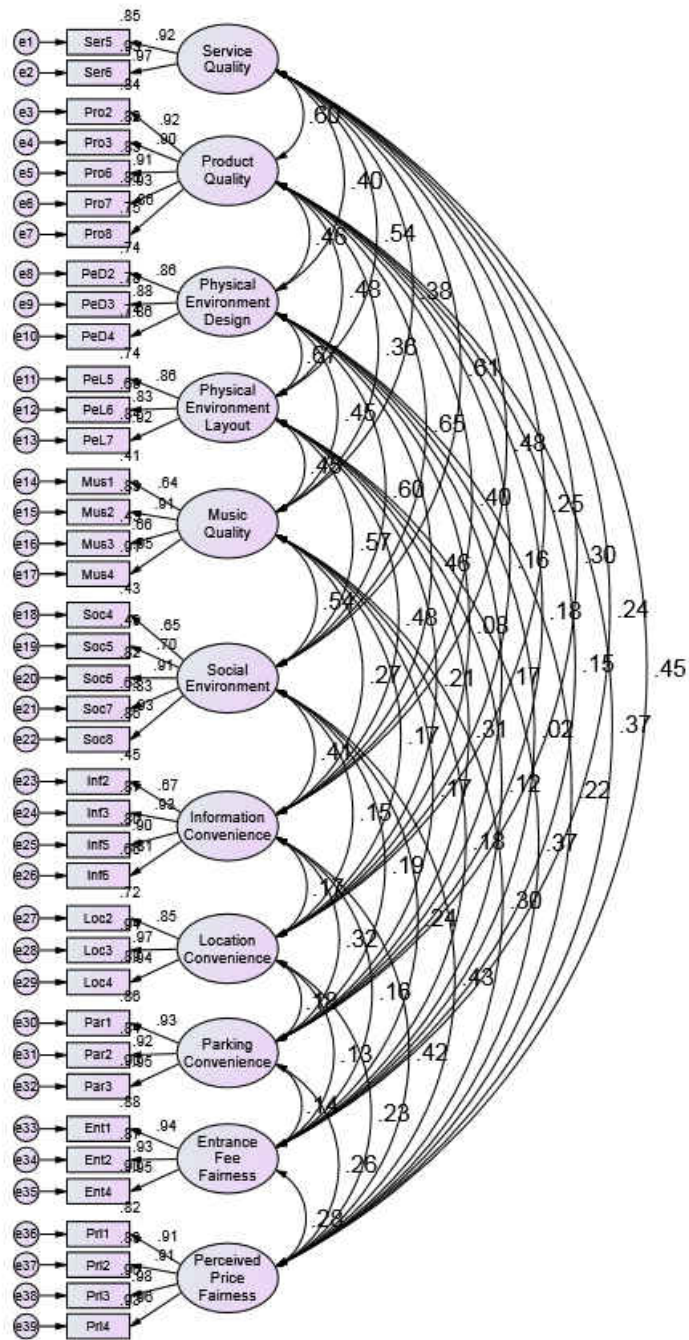 .85
e1 Ser5 .92
e2 Ser6 .97
.84
Service
Quality
e3 Pro2 .92
e4 Pro3 .90
e5 Pro6 .91
e6 Pro7 .93
e7 Pro8
.74
Product
Quality
e8 PeD2 .86
e9 PeD3 .88
e10 PeD4 .86
.74
Physical
Environment
Design
e11 PeL5 .86
e12 PeL6 .83
e13 PeL7 .92
.41
Physical
Environment
Layout
e14 Mus1 .64
e15 Mus2 .91
e16 Mus3 .66
e17 Mus4
.43
Music
Quality
e18 Soc4 .65
e19 Soc5 .70
e20 Soc6 .91
e21 Soc7 .83
e22 Soc8 .93
.45
Social
Environment
e23 Inf2 .67
e24 Inf3 .93
e25 Inf5 .90
e26 Inf6 .81
.72
Information
Convenience
e27 Loc2 .85
e28 Loc3 .97
e29 Loc4 .94
.86
Location
Convenience
e30 Par1 .93
e31 Par2 .92
e32 Par3 .95
.88
Parking
Convenience
e33 Ent1 .94
e34 Ent2 .93
e35 Ent4 .95
.82
Entrance
Fee
Fairness
e36 Pri1 .91
e37 Pri2 .91
e38 Pri3 .98
e39 Pri4
Perceived
Price
Fairness
.60
.40
.54
.46
.48
.38
.36
.61
.67
.45
.65
.48
.60
.40
.25
.57
.46
.16
.30
.54
.48
.08
.18
.24
.27
.21
.17
.15
.45
.41
.17
.31
.02
.37
.15
.17
.12
.22
.17
.19
.18
.37
.32
.24
.30
.16
.43
.13
.42
.14
.23
.26
.28